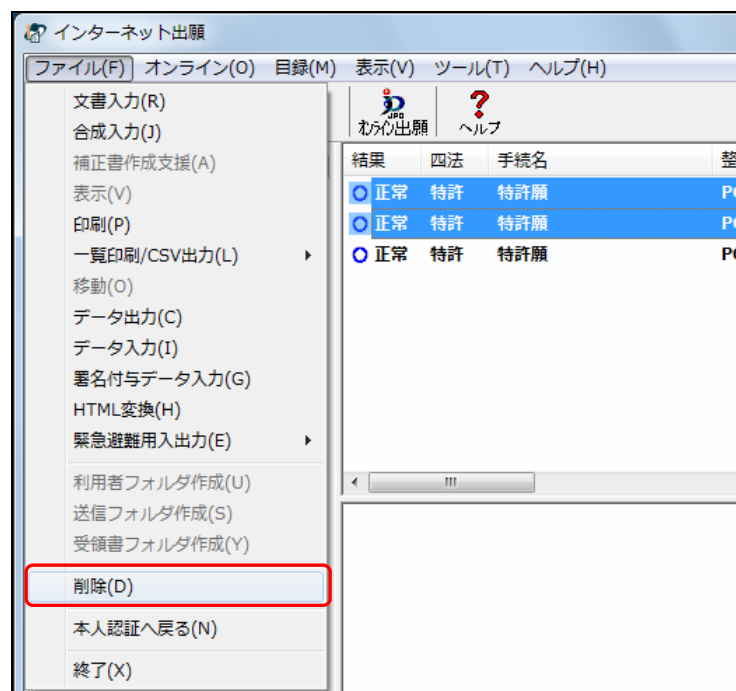 インターネット出願
ファイル(F) オンライン(O) 目録(M) 表示(V) ツール(T) ヘルプ(H)
文書入力(R)
合成入力(J)
補正書作成支援(A)
表示(V)
印刷(P)
一覧印刷/CSV出力(L)
移動(O)
データ出力(C)
データ入力(I)
署名付与データ入力(G)
HTML変換(H)
緊急避難用入出力(E)
利用者フォルダ作成(U)
送信フォルダ作成(S)
受領書フォルダ作成(Y)
削除(D)
本人認証へ戻る(N)
終了(X)
JPO
オンライン出願 ヘルプ
結果 四法 手続名 整
正常 特許 特許願 P
正常 特許 特許願 P
正常 特許 特許願 P